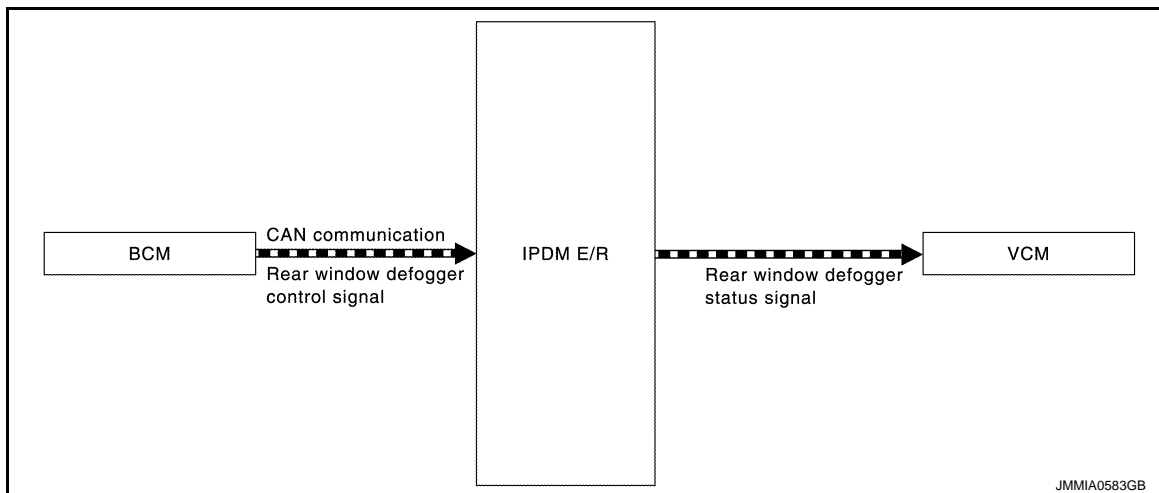 BCM
CAN communication
Rear window defogger
control signal
IPDM E/R
Rear window defogger
status signal
VCM
JMMIA0583GB